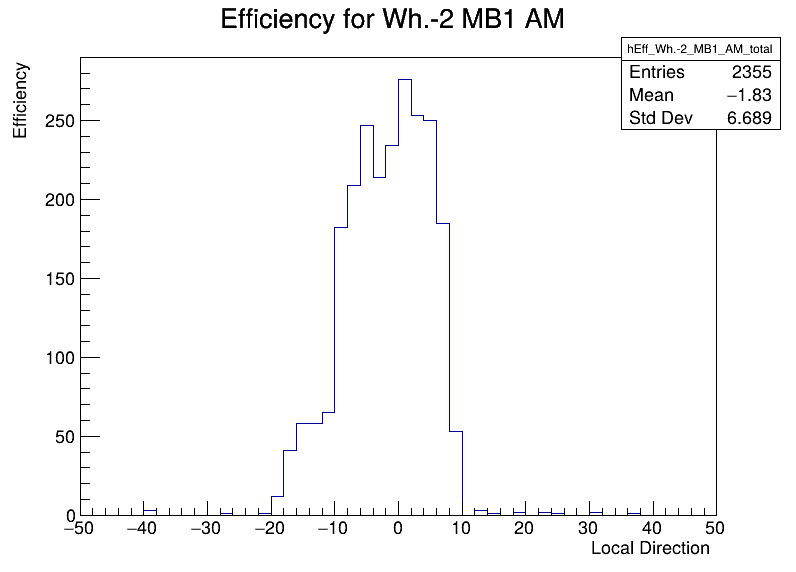 Efficiency for Wh.-2 MB1 AM
hEff_Wh.-2_MB1_AM_total
Entries 2355
Mean −1.83
Std Dev 6.689
Efficiency
250
200
150
100
50
0
−50 −40 −30 −20 −10 0 10 20 30 40 50
Local Direction